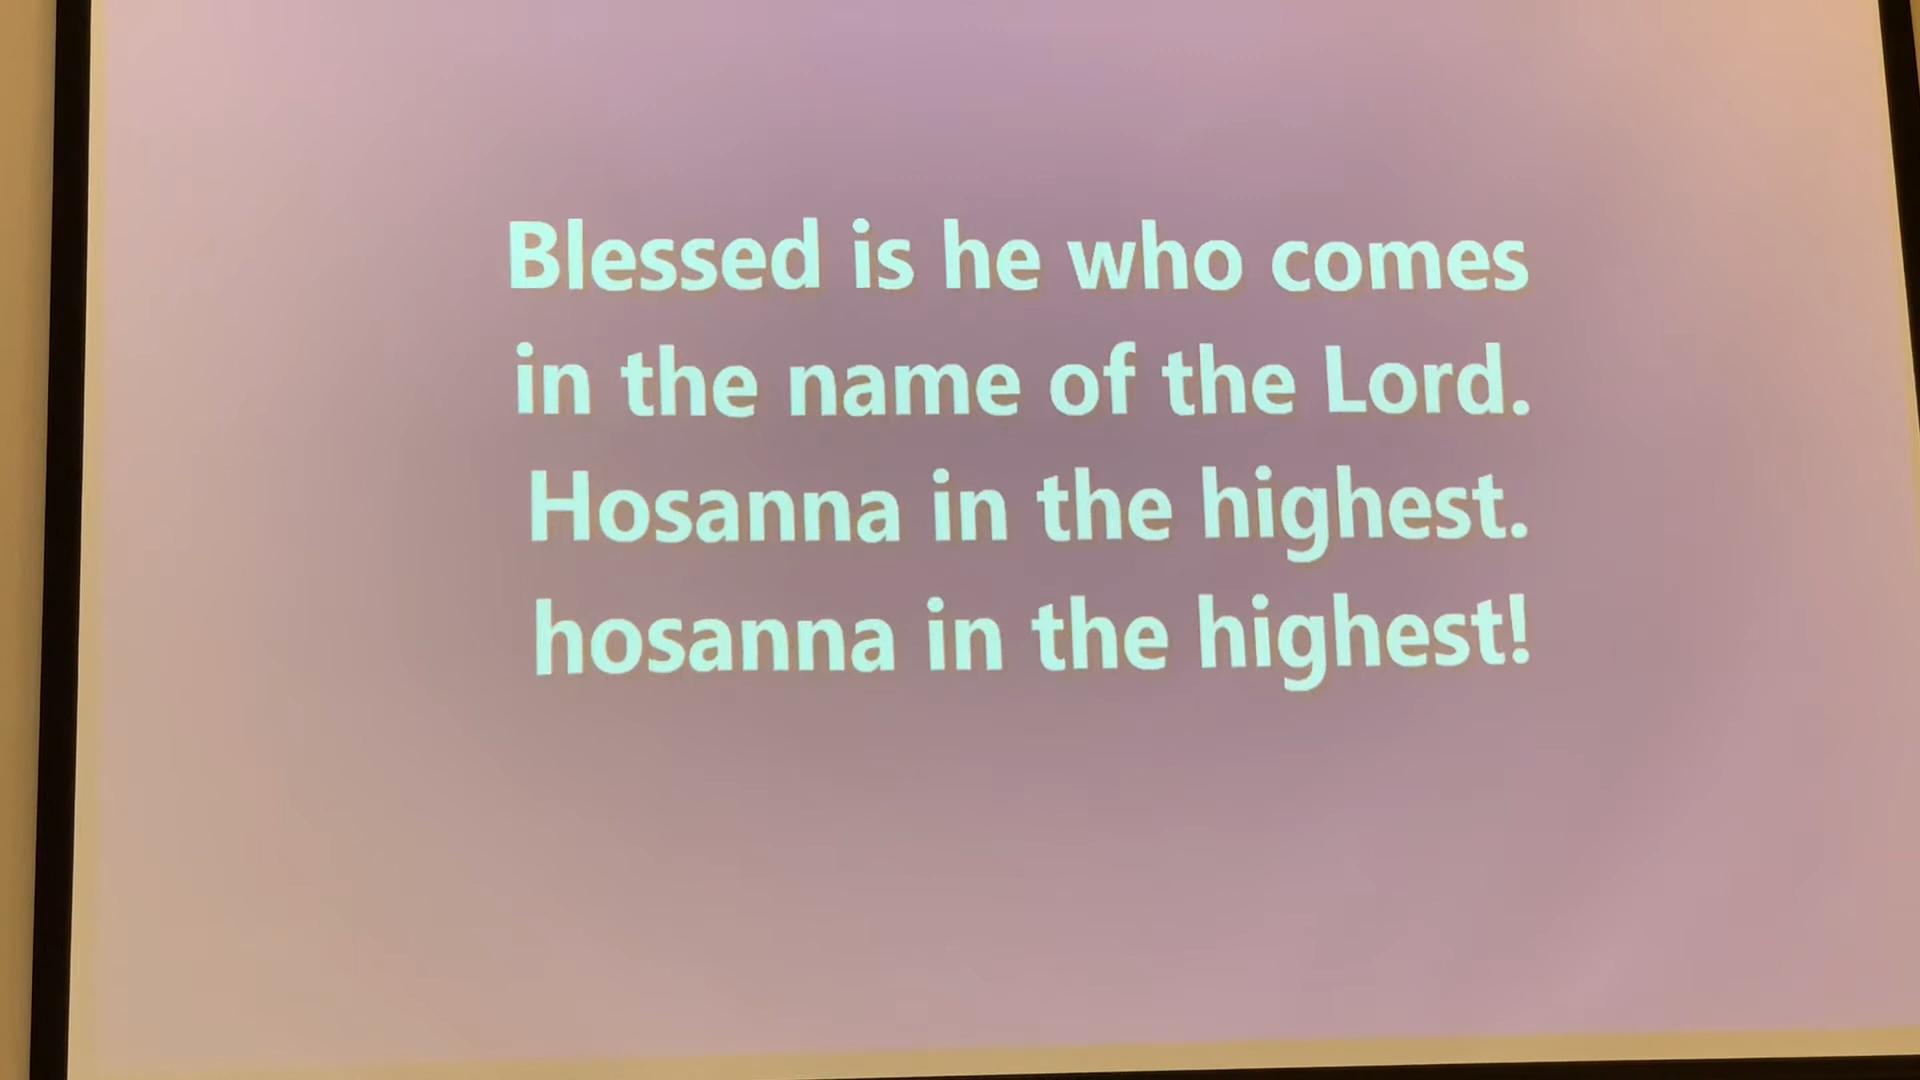 Blessed is he who comes
in the name of the Lord.
Hosanna in the highest.
hosanna in the highest!